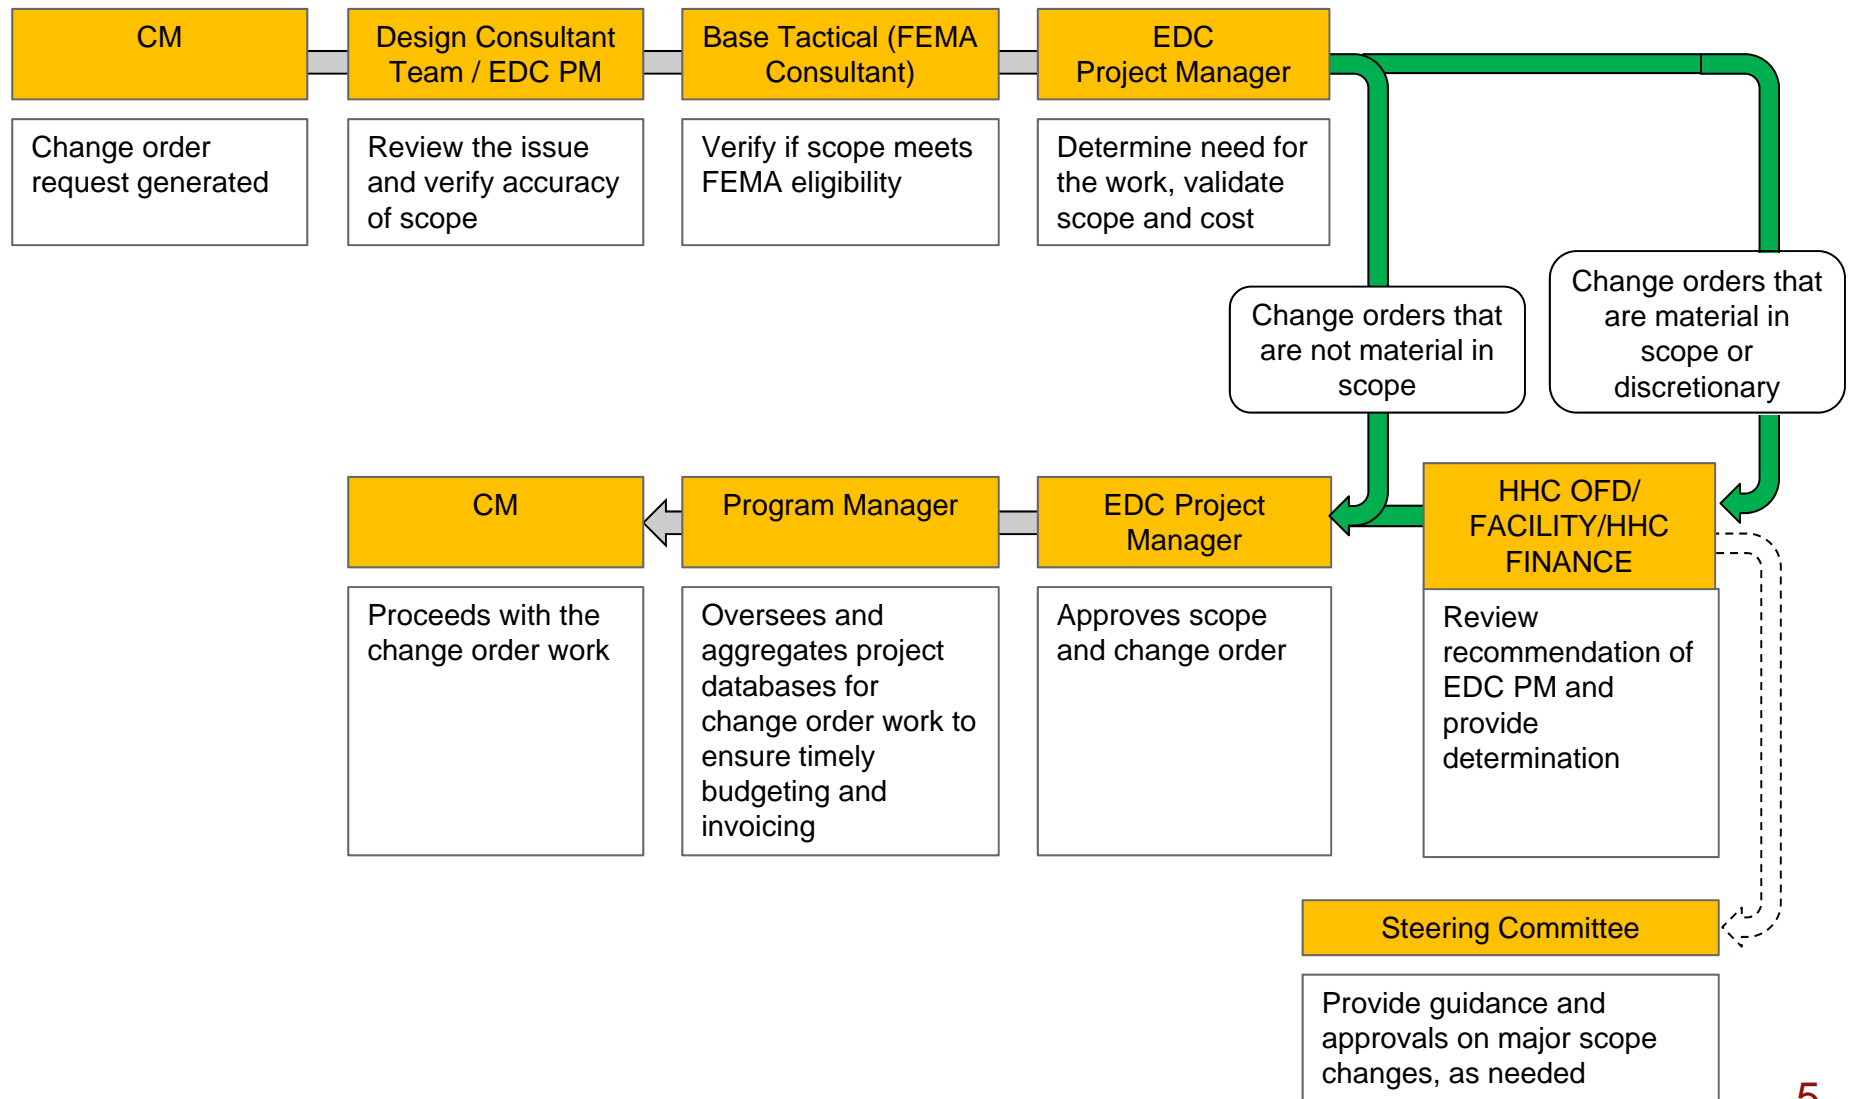 CM
Change order
request generated
Design Consultant
Team / EDC PM
Review the issue
and verify accuracy
of scope
Base Tactical (FEMA
Consultant)
Verify if scope meets
FEMA eligibility
EDC
Project Manager
Determine need for
the work, validate
scope and cost
Change orders that
are not material in
scope
Change orders that
are material in
scope or
discretionary
CM
Proceeds with the
change order work
Program Manager
Oversees and
aggregates project
databases for
change order work to
ensure timely
budgeting and
invoicing
EDC Project
Manager
Approves scope
and change order
HHC OFD/
FACILITY/HHC
FINANCE
Review
recommendation of
EDC PM and
provide
determination
Steering Committee
Provide guidance and
approvals on major scope
changes, as needed
5